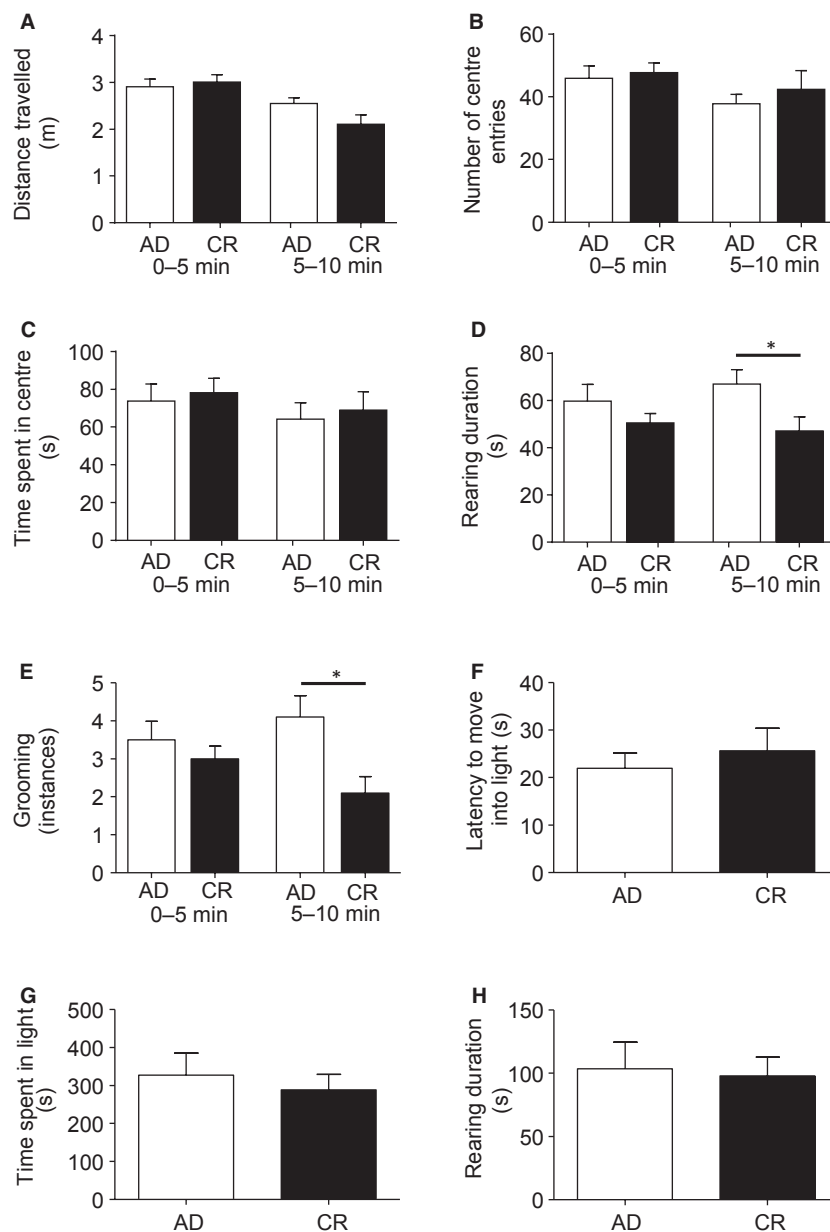 A
Distance travelled
(m)
4
3
2
1
0
AD CR AD CR
0–5 min 5–10 min
B
Number of centre
entries
60
40
20
0
AD CR AD CR
0–5 min 5–10 min
C
Time spent in centre
(s)
100
80
60
40
20
0
AD CR AD CR
0–5 min 5–10 min
D
Rearing duration
(s)
80
60
40
20
0
*
AD CR AD CR
0–5 min 5–10 min
E
Grooming
(instances)
5
4
3
2
1
0
*
AD CR AD CR
0–5 min 5–10 min
F
Latency to move
into light (s)
40
30
20
10
0
AD CR
G
Time spent in light
(s)
500
400
300
200
100
0
AD CR
H
Rearing duration
(s)
150
100
50
0
AD CR